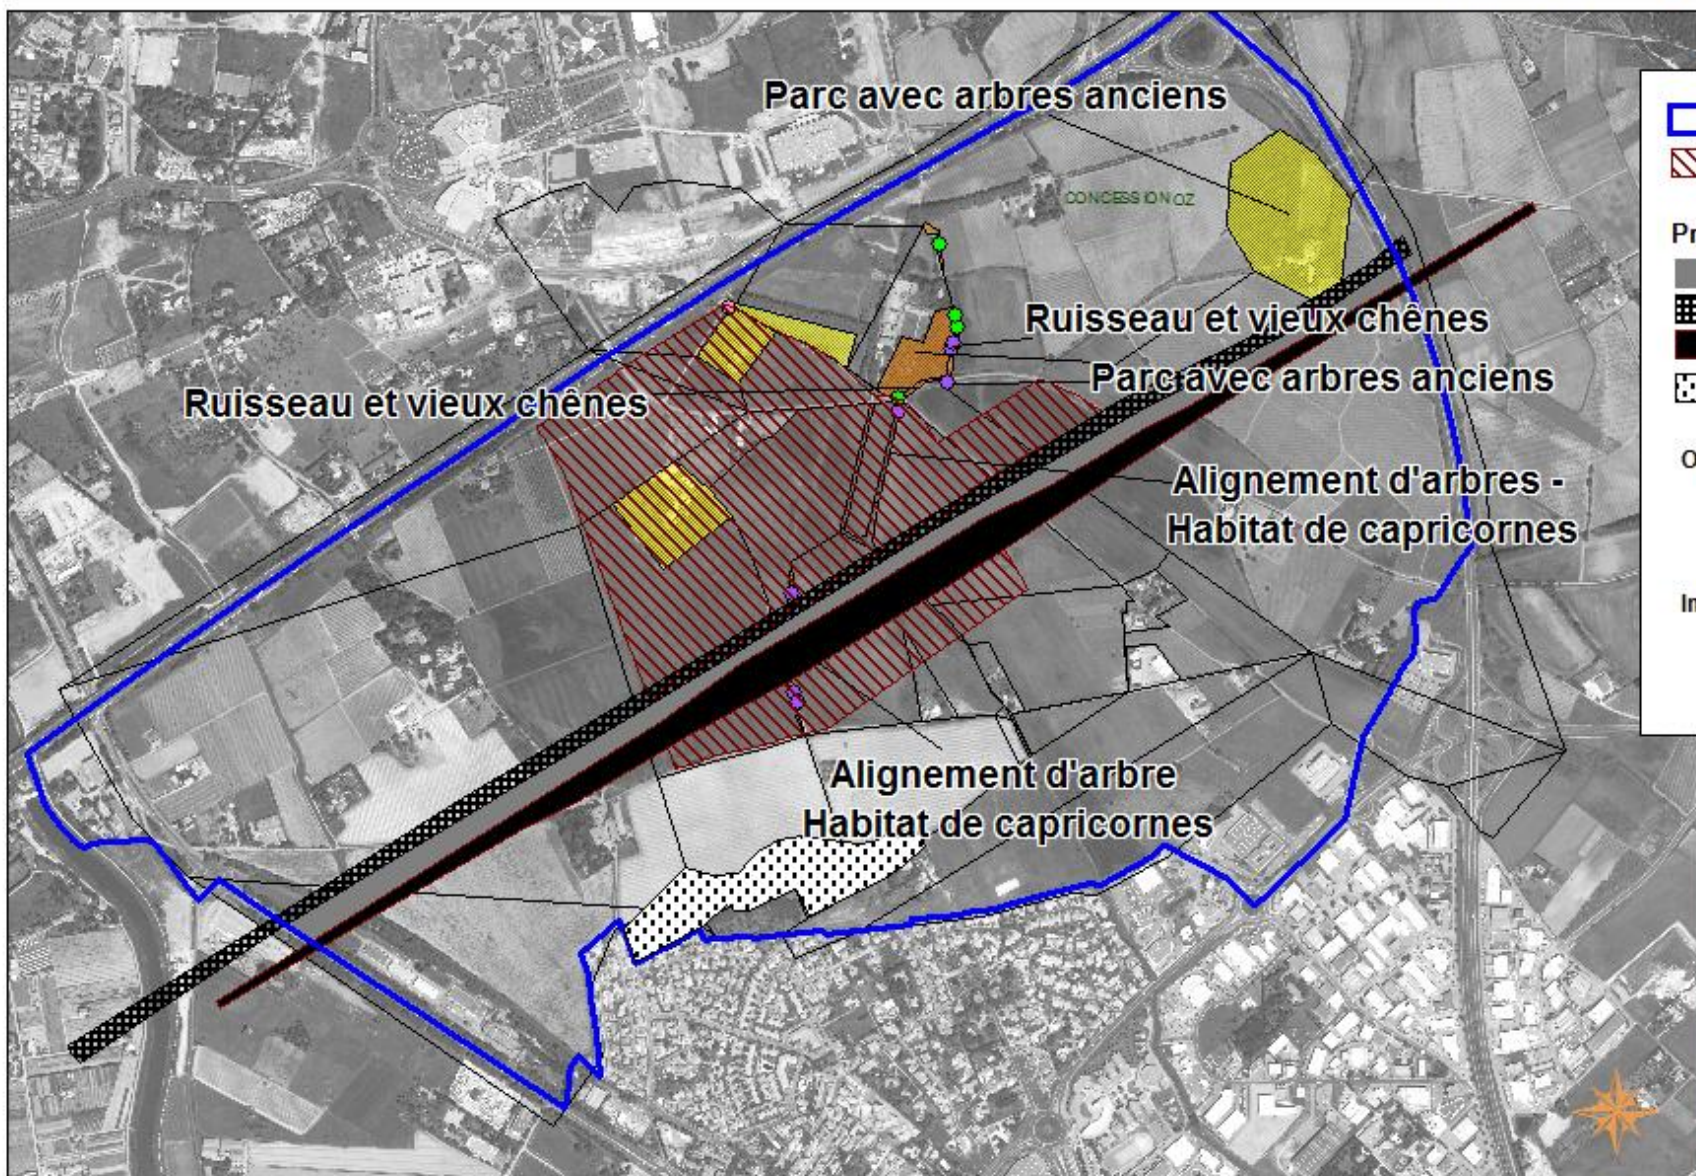 Parc avec arbres anciens
CONCESSION OZ
Ruisseau et vieux chênes
Parc avec arbres anciens
Ruisseau et vieux chênes
Alignement d'arbres -
Habitat de capricornes
Alignement d'arbre
Habitat de capricornes
Pr
O
In